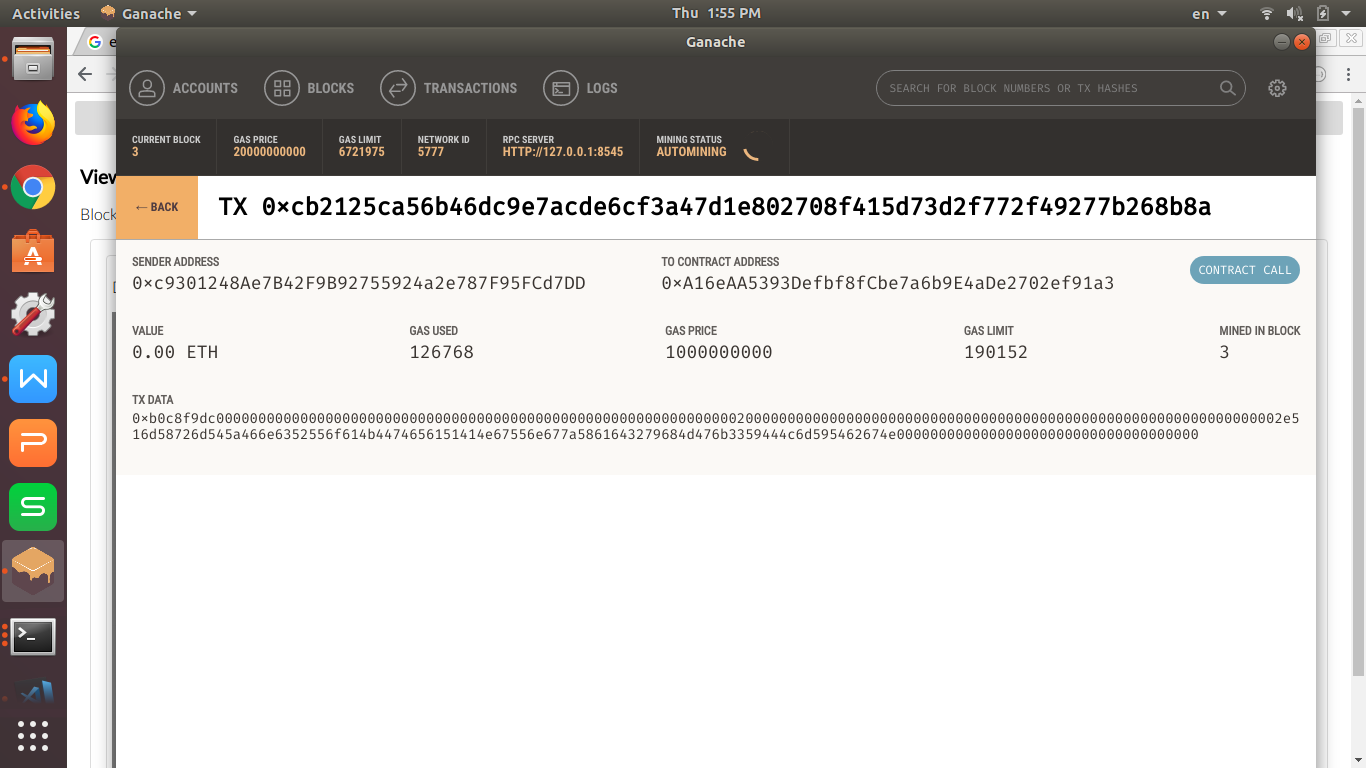 Activities Ganache Thu 1:55 PM en
Ganache
ACCOUNTS BLOCKS TRANSACTIONS LOGS SEARCH FOR BLOCK NUMBERS OR TX HASHES
CURRENT BLOCK GAS PRICE GAS LIMIT NETWORK ID RPC SERVER MINING STATUS
3 20000000000 6721975 5777 HTTP://127.0.0.1:8545 AUTOMINING
View
Block
← BACK TX 0×cb2125ca56b46dc9e7acde6cf3a47d1e802708f415d73d2f772f49277b268b8a
SENDER ADDRESS TO CONTRACT ADDRESS
0×c9301248Ae7B42F9B92755924a2e787F95FCd7DD 0×A16eAA5393Defbf8fCbe7a6b9E4aDe2702ef91a3 CONTRACT CALL
VALUE GAS USED GAS PRICE GAS LIMIT MINED IN BLOCK
0.00 ETH 126768 1000000000 190152 3
TX DATA
0×b0c8f9dc0000000000000000000000000000000000000000000000000000000000000020000000000000000000000000000000000000000000000000000000000000002e5
16d58726d545a466e6352556f614b4474656151414e67556e677a5861643279684d476b3359444c6d595462674e000000000000000000000000000000000000